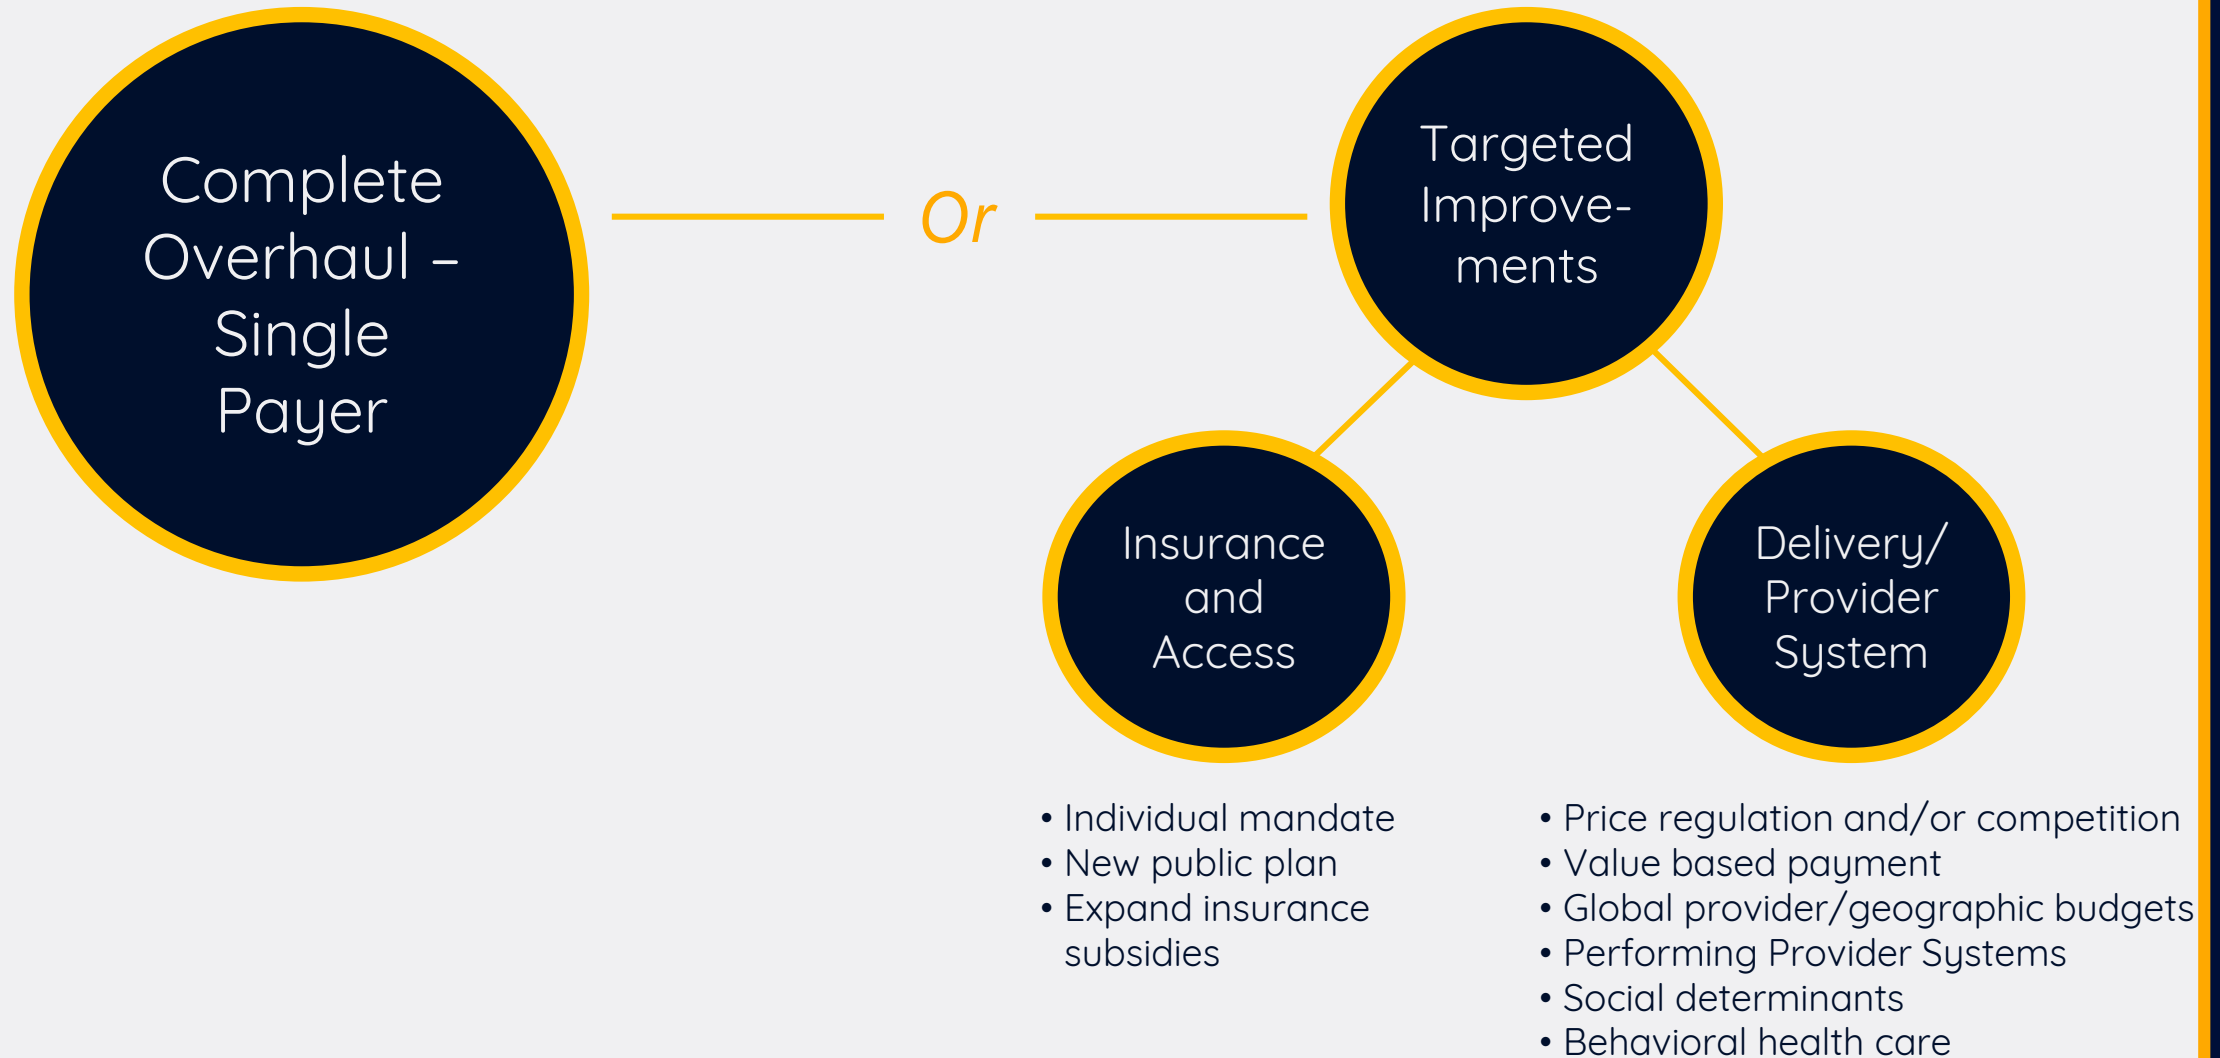 Complete
Overhaul –
Single
Payer
Or
Targeted
Improve-
ments
Insurance
and
Access
Delivery/
Provider
System
• Individual mandate
• New public plan
• Expand insurance
subsidies
• Price regulation and/or competition
• Value based payment
• Global provider/geographic budgets
• Performing Provider Systems
• Social determinants
• Behavioral health care